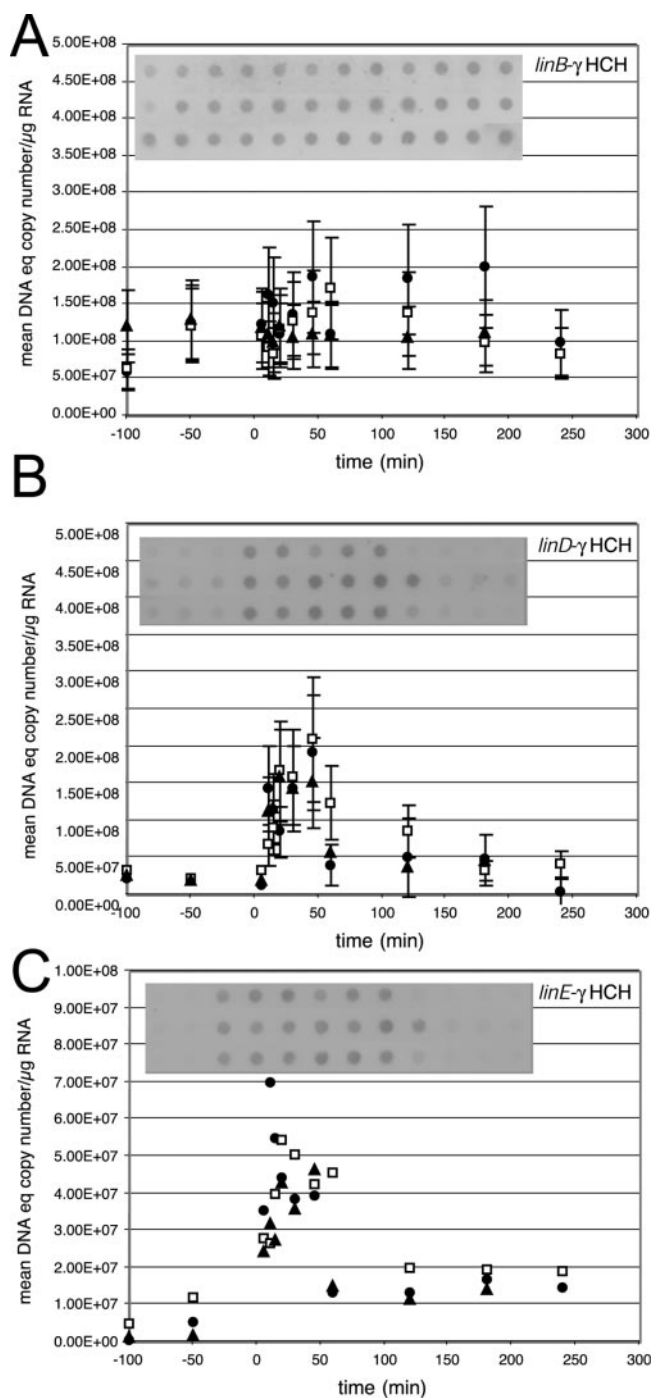 A
5.00E+08
linB-γ HCH
4.50E+08
4.00E+08
3.50E+08
3.00E+08
2.50E+08
2.00E+08
1.50E+08
1.00E+08
5.00E+07
0.00E+00
mean DNA eq copy number/µg RNA
-100 -50 0 50 100 150 200 250 300
time (min)
B
5.00E+08
linD-γ HCH
4.50E+08
4.00E+08
3.50E+08
3.00E+08
2.50E+08
2.00E+08
1.50E+08
1.00E+08
5.00E+07
0.00E+00
mean DNA eq copy number/µg RNA
-100 -50 0 50 100 150 200 250 300
time (min)
C
1.00E+08
linE-γ HCH
9.00E+07
8.00E+07
7.00E+07
6.00E+07
5.00E+07
4.00E+07
3.00E+07
2.00E+07
1.00E+07
0.00E+00
mean DNA eq copy number/µg RNA
-100 -50 0 50 100 150 200 250 300
time (min)